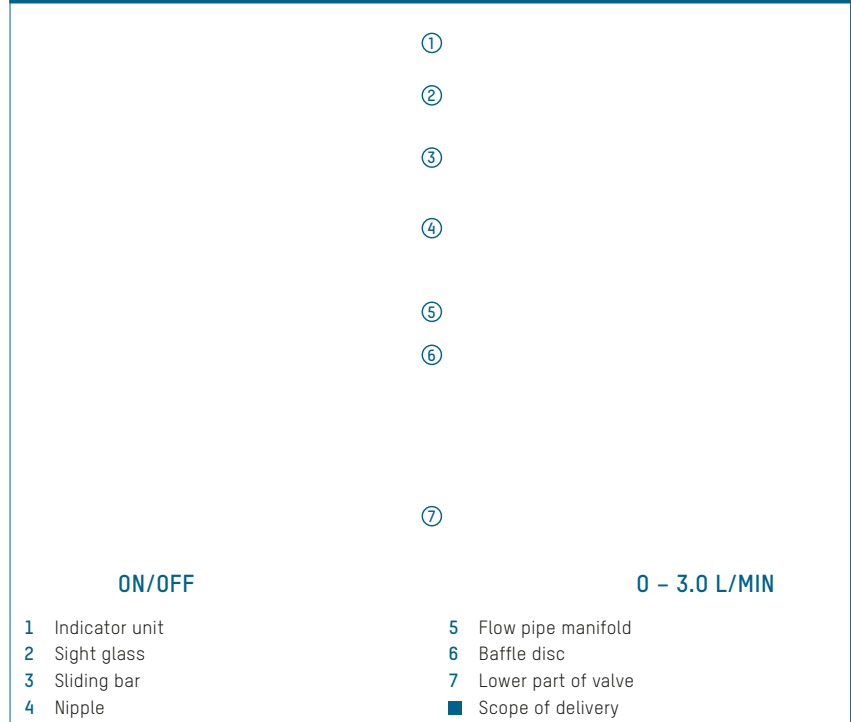 ①
②
③
④
⑤
⑥
⑦
ON/OFF
0 – 3.0 L/MIN
1 Indicator unit
2 Sight glass
3 Sliding bar
4 Nipple
5 Flow pipe manifold
6 Baffle disc
7 Lower part of valve
Scope of delivery